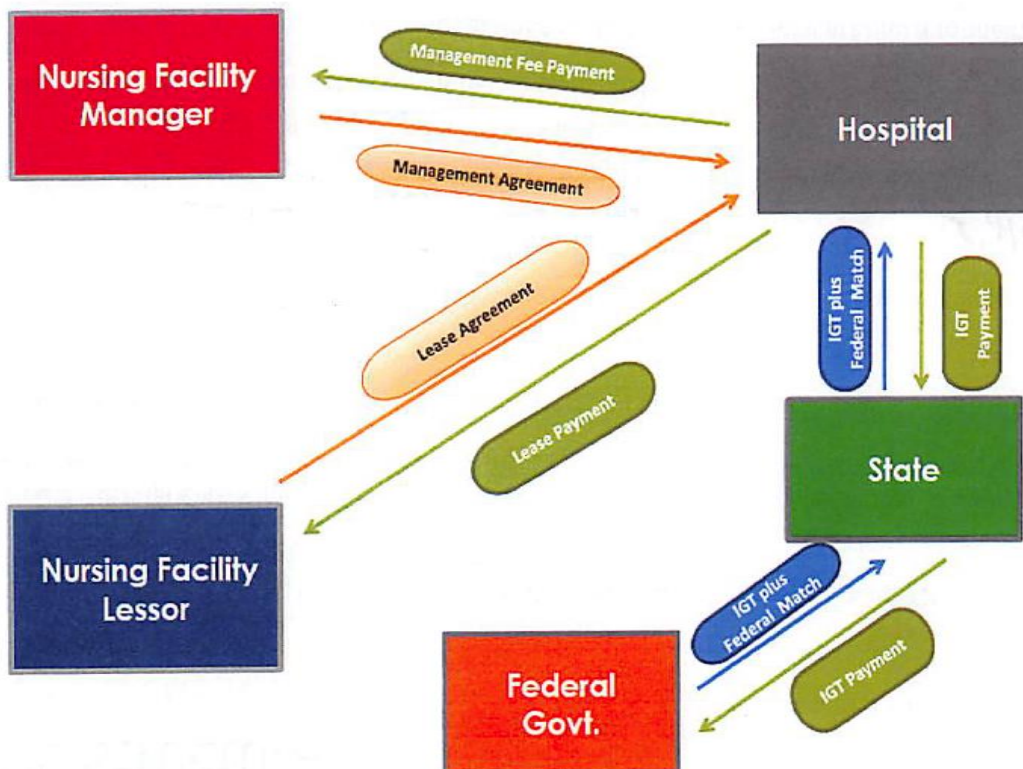 Nursing Facility
Manager
Management Fee Payment
Hospital
Management Agreement
IGT plus
Federal Match
IGT
Payment
Lease Agreement
Lease Payment
State
Nursing Facility
Lessor
IGT plus
Federal Match
IGT Payment
Federal
Govt.